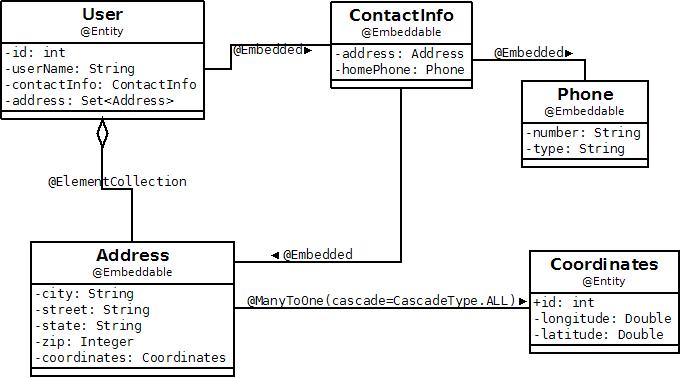 User
@Entity
-id: int
-userName: String
-contactInfo: ContactInfo
-address: Set<Address>
@Embedded
ContactInfo
@Embeddable
-address: Address
-homePhone: Phone
@Embedded
Phone
@Embeddable
-number: String
-type: String
@ElementCollection
Address
@Embeddable
-city: String
-street: String
-state: String
-zip: Integer
-coordinates: Coordinates
@Embedded
@ManyToOne(cascade=CascadeType.ALL)
Coordinates
@Entity
+id: int
-longitude: Double
-latitude: Double